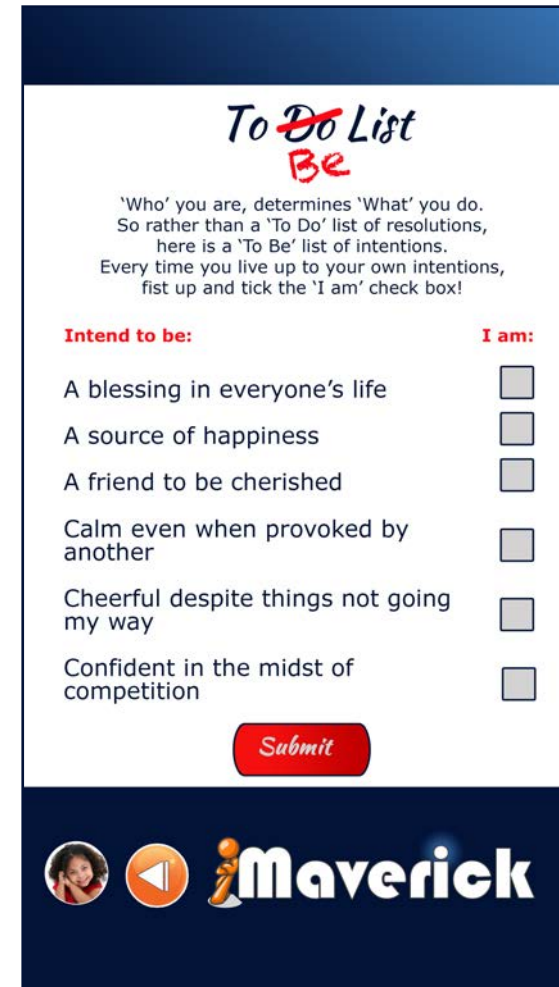 To Do List
Be
‘Who’ you are, determines ‘What’ you do.
So rather than a ‘To Do’ list of resolutions,
here is a ‘To Be’ list of intentions.
Every time you live up to your own intentions,
fist up and tick the ‘I am’ check box!
Intend to be: I am:
A blessing in everyone’s life
A source of happiness
A friend to be cherished
Calm even when provoked by
another
Cheerful despite things not going
my way
Confident in the midst of
competition
Submit
iMaverick